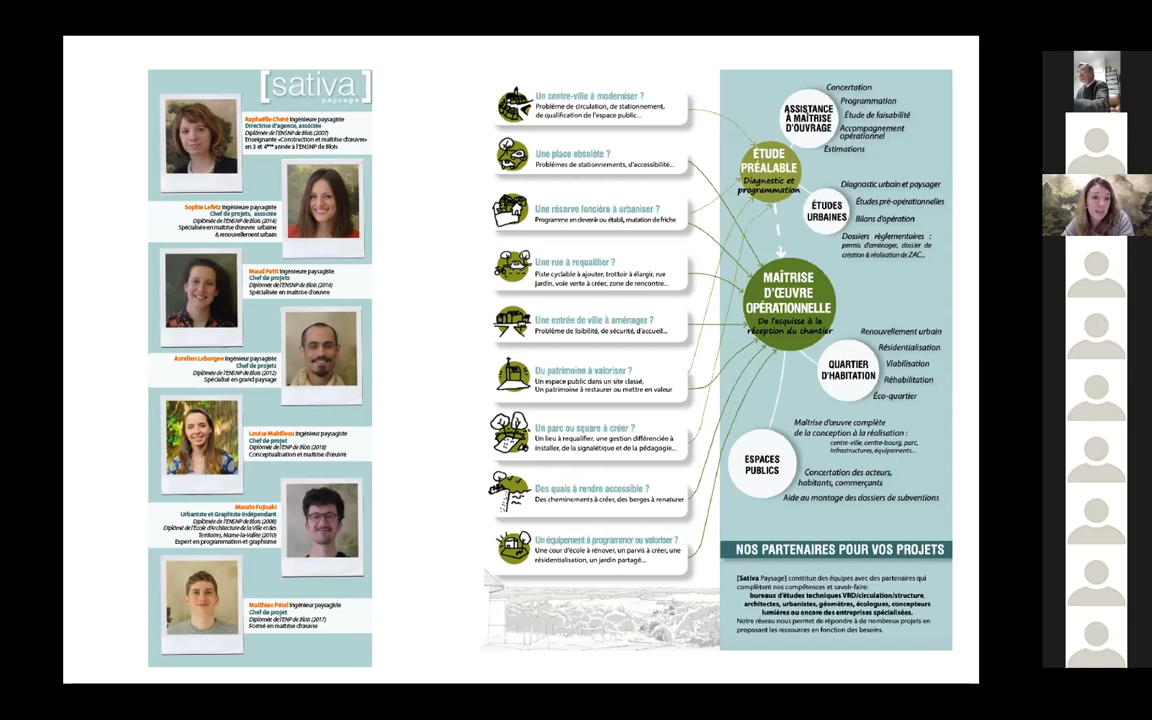 [sativa]
paysage
Raphaëlle Chéré Ingénieure paysagiste
Directrice d'agence, associée
Diplômée de l'ENSNP de Blois (2007)
Enseignante «Construction et maîtrise d'œuvre»
en 3 et 4ème année à l'ENSNP de Blois
Sophie Lefetz Ingénieure paysagiste
Chef de projets, associée
Diplômée de l'ENSNP de Blois (2014)
Spécialisée en maîtrise d'œuvre urbaine
& renouvellement urbain
Maud Petit Ingénieure paysagiste
Chef de projets
Diplômée de l'ENSNP de Blois (2016)
Spécialisée en maîtrise d'œuvre
Aurelien Laborgne Ingénieur paysagiste
Chef de projets
Diplômé de l'ENSNP de Blois (2012)
Spécialisé en grand paysage
Louisa Mabilleau Ingénieur paysagiste
Chef de projet
Diplômée de l'ENP de Blois (2018)
Conceptualisation et maîtrise d'œuvre
Masato Fujisaki
Urbaniste et Graphiste indépendant
Diplômée de l'ENSNP de Blois (2008)
Diplômé de l'École d'Architecture de la Ville et des
Territoires, Marne-la-Vallée (2010)
Expert en programmation et graphisme
Matthieu Péral Ingénieur paysagiste
Chef de projet
Diplômée de l'ENP de Blois (2017)
Formé en maîtrise d'œuvre
Un centre-ville à moderniser ?
Problème de circulation, de stationnement,
de qualification de l'espace public...
Une place obsolète ?
Problèmes de stationnements, d'accessibilité...
Une réserve foncière à urbaniser ?
Programme en devenir ou établi, mutation de friche
Une rue à requalifier ?
Piste cyclable à ajouter, trottoir à élargir, rue
jardin, voie verte à créer, zone de rencontre...
Une entrée de ville à aménager ?
Problème de lisibilité, de sécurité, d'accueil...
Du patrimoine à valoriser ?
Un espace public dans un site classé,
Un patrimoine à restaurer ou mettre en valeur
Un parc ou square à créer ?
Un lieu à requalifier, une gestion différenciée à
installer, de la signalétique et de la pédagogie...
Des quais à rendre accessible ?
Des cheminements à créer, des berges à renaturer
Un équipement à programmer ou valoriser ?
Une cour d'école à rénover, un parvis à créer, une
résidentialisation, un jardin partagé...
ASSISTANCE
À MAÎTRISE
D'OUVRAGE
Concertation
Programmation
Étude de faisabilité
Accompagnement
opérationnel
Estimations
ÉTUDE
PRÉALABLE
Diagnostic et
programmation
ÉTUDES
URBAINES
Diagnostic urbain et paysager
Études pré-opérationnelles
Bilans d'opération
Dossiers règlementaires :
permis d'aménager, dossier de
création & réalisation de ZAC...
MAÎTRISE
D'ŒUVRE
OPÉRATIONNELLE
De l'esquisse à la
réception du chantier
QUARTIER
D'HABITATION
Renouvellement urbain
Résidentialisation
Viabilisation
Réhabilitation
Éco-quartier
ESPACES
PUBLICS
Maîtrise d'œuvre complète
de la conception à la réalisation :
centre-ville, centre-bourg, parc,
infrastructures, équipements...
Concertation des acteurs,
habitants, commerçants
Aide au montage des dossiers de subventions
NOS PARTENAIRES POUR VOS PROJETS
[Sativa Paysage] constitue des équipes avec des partenaires qui
complètent nos compétences et savoir-faire:
bureaux d'études techniques VRD/circulation/structure,
architectes, urbanistes, géomètres, écologues, concepteurs
lumières ou encore des entreprises spécialisées.
Notre réseau nous permet de répondre à de nombreux projets en
proposant les ressources en fonction des besoins.